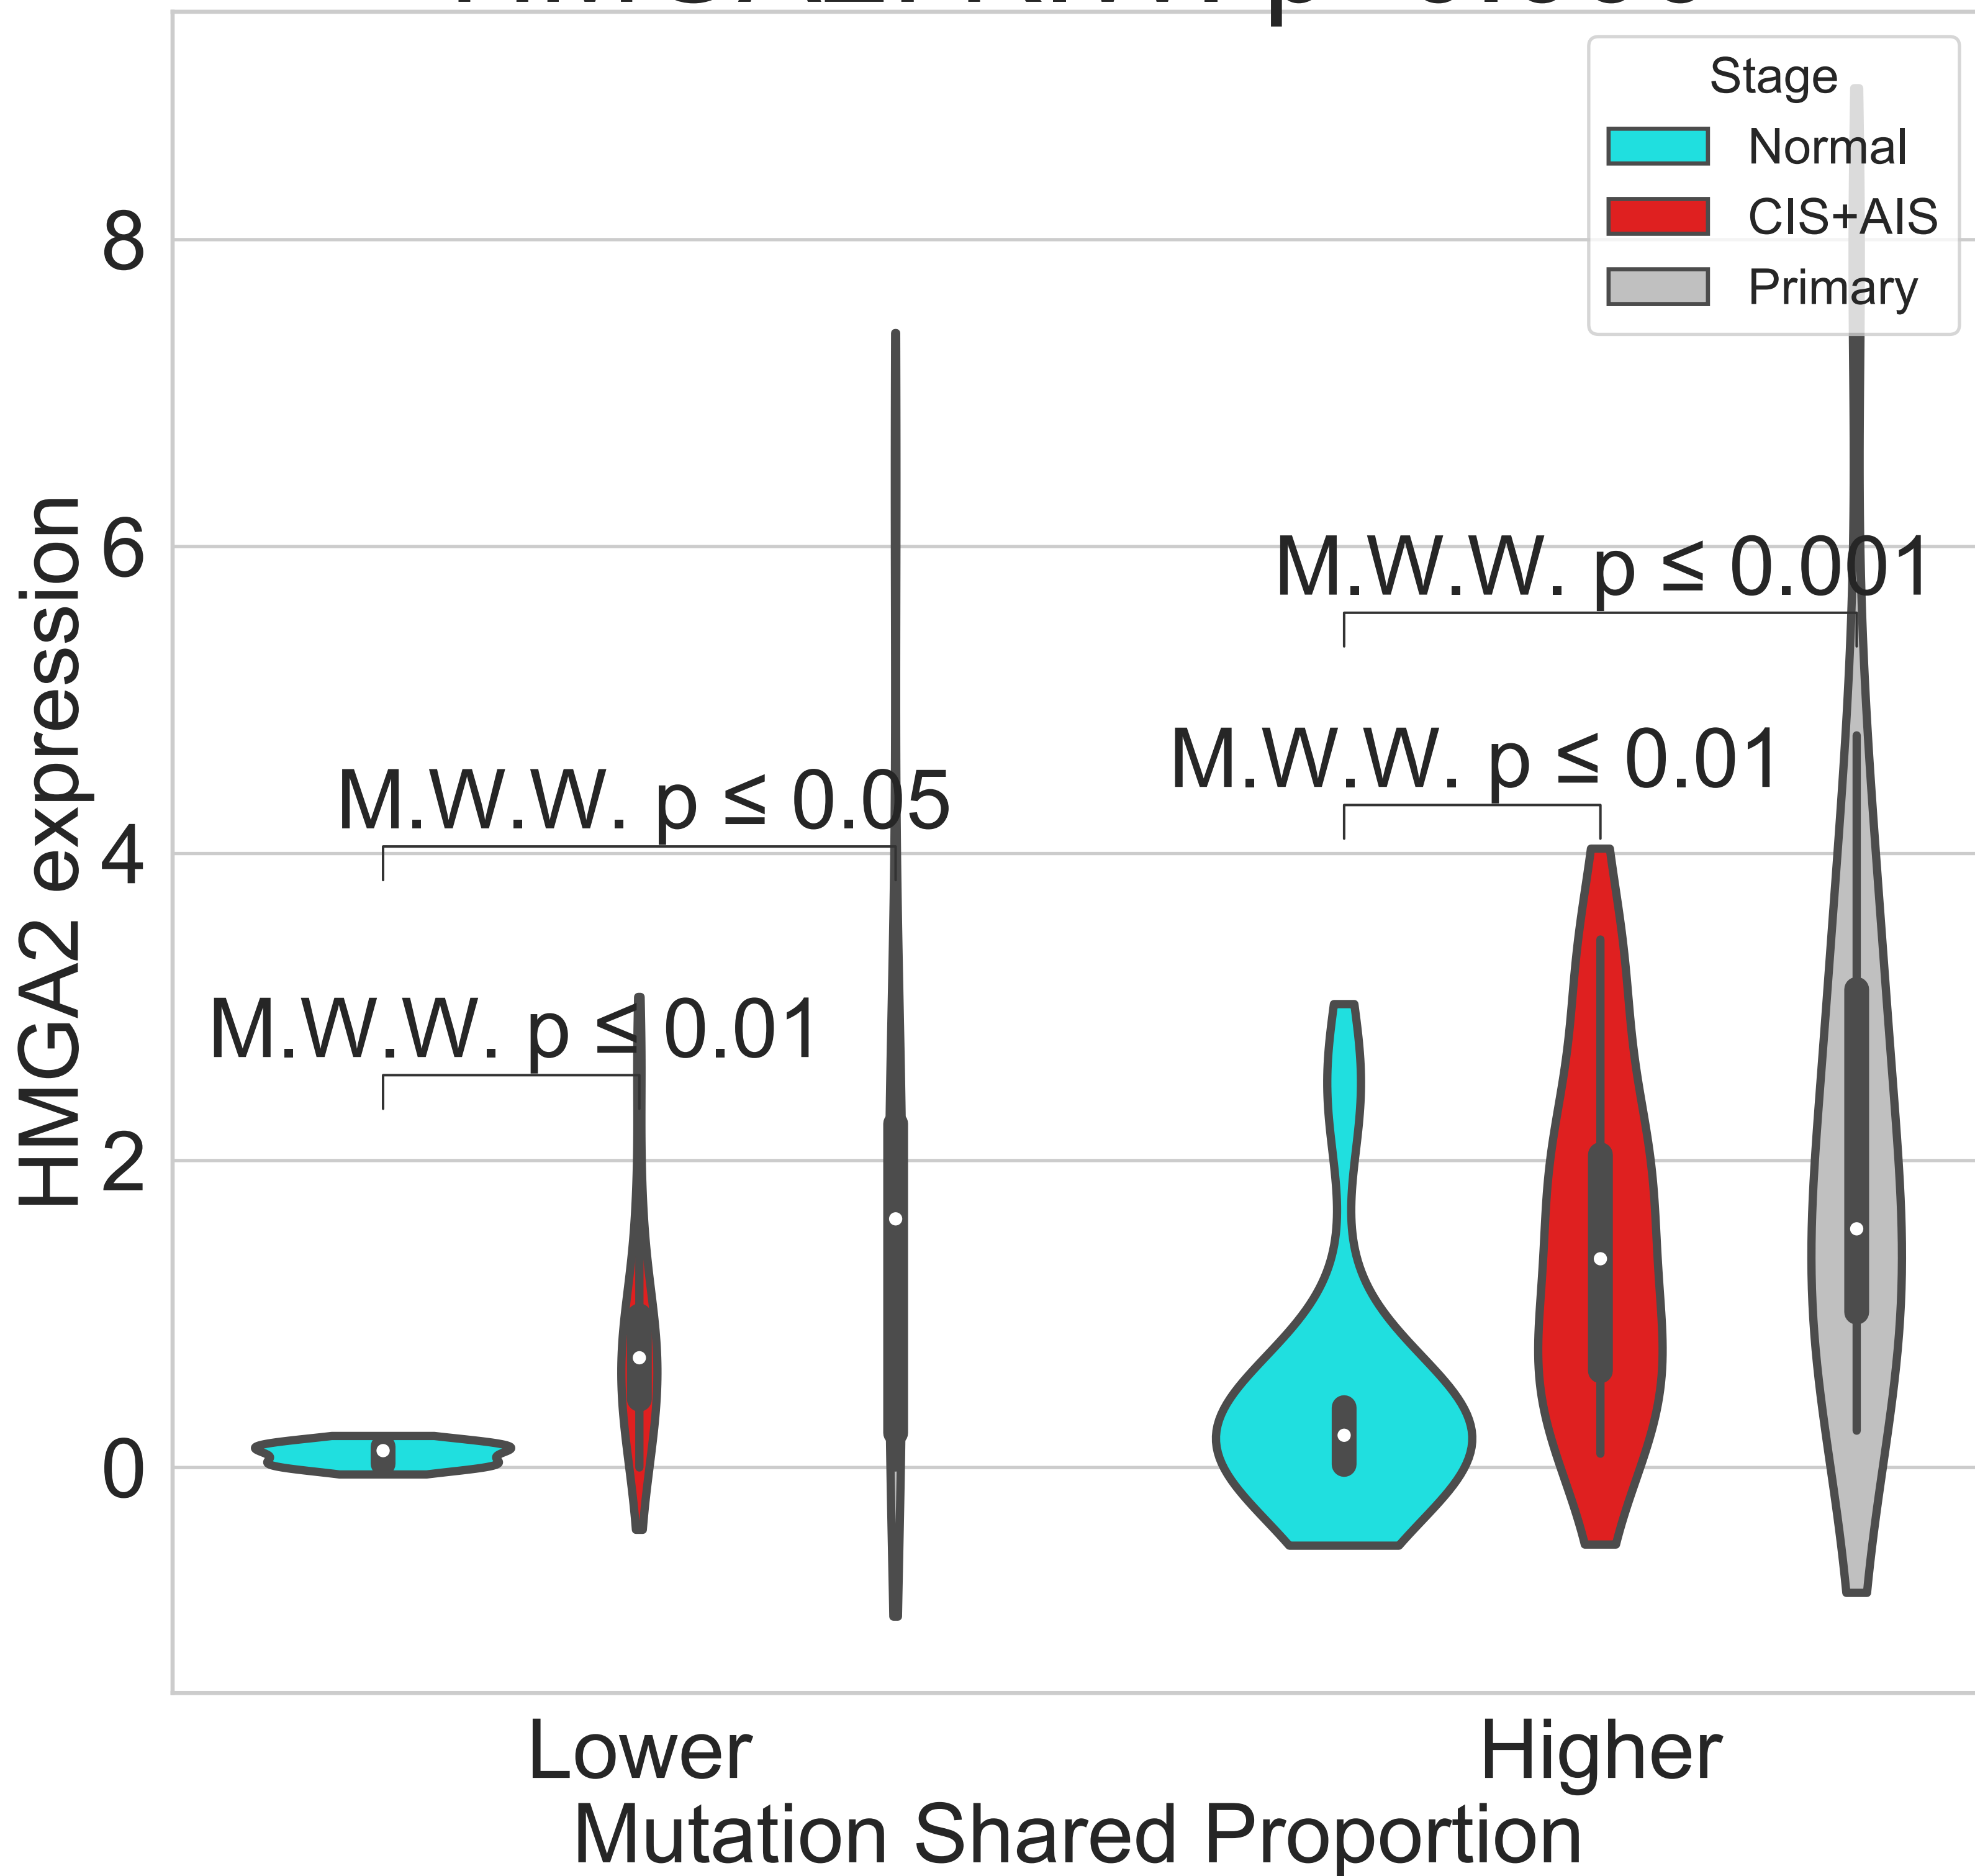 Stage
Normal
CIS+AIS
Primary
8
6
4
2
0
HMGA2 expression
M.W.W. p ≤ 0.001
M.W.W. p ≤ 0.01
M.W.W. p ≤ 0.05
M.W.W. p ≤ 0.01
Lower
Higher
Mutation Shared Proportion